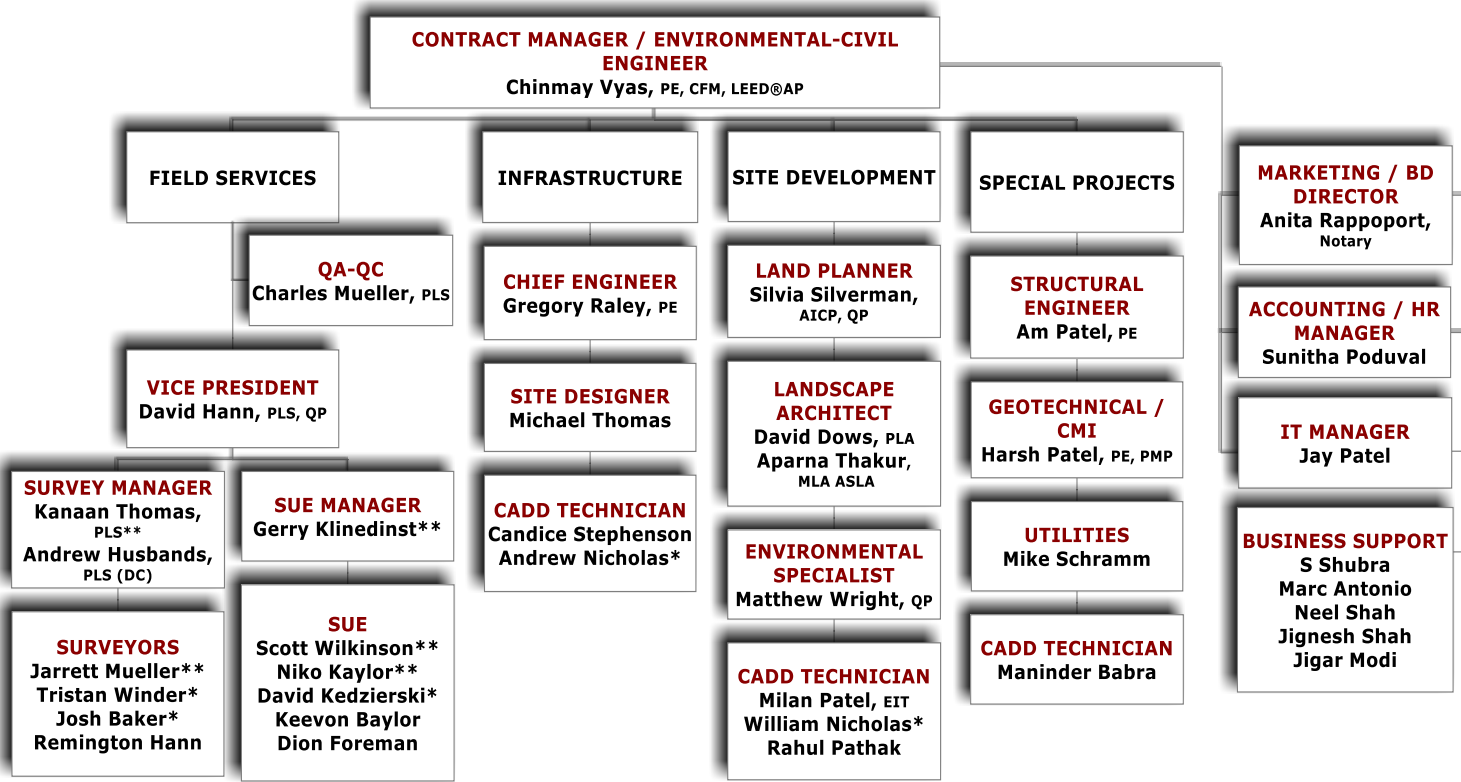 CONTRACT MANAGER / ENVIRONMENTAL-CIVIL
ENGINEER
Chinmay Vyas, PE, CFM, LEED®AP
FIELD SERVICES
QA-QC
Charles Mueller, PLS
VICE PRESIDENT
David Hann, PLS, QP
SURVEY MANAGER
Kanaan Thomas,
PLS**
Andrew Husbands,
PLS (DC)
SURVEYORS
Jarrett Mueller**
Tristan Winder*
Josh Baker*
Remington Hann
SUE MANAGER
Gerry Klinedinst**
SUE
Scott Wilkinson**
Niko Kaylor**
David Kedzierski*
Keevon Baylor
Dion Foreman
INFRASTRUCTURE
CHIEF ENGINEER
Gregory Raley, PE
SITE DESIGNER
Michael Thomas
CADD TECHNICIAN
Candice Stephenson
Andrew Nicholas*
SITE DEVELOPMENT
LAND PLANNER
Silvia Silverman,
AICP, QP
LANDSCAPE
ARCHITECT
David Dows, PLA
Aparna Thakur,
MLA ASLA
ENVIRONMENTAL
SPECIALIST
Matthew Wright, QP
CADD TECHNICIAN
Milan Patel, EIT
William Nicholas*
Rahul Pathak
SPECIAL PROJECTS
STRUCTURAL
ENGINEER
Am Patel, PE
GEOTECHNICAL /
CMI
Harsh Patel, PE, PMP
UTILITIES
Mike Schramm
CADD TECHNICIAN
Maninder Babra
MARKETING / BD
DIRECTOR
Anita Rappoport,
Notary
ACCOUNTING / HR
MANAGER
Sunitha Poduval
IT MANAGER
Jay Patel
BUSINESS SUPPORT
S Shubra
Marc Antonio
Neel Shah
Jignesh Shah
Jigar Modi